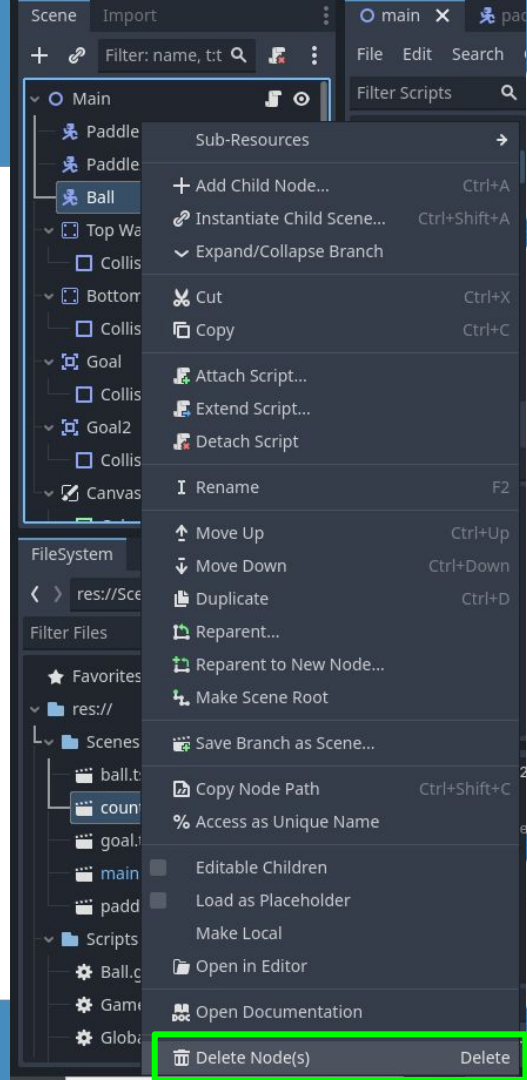 Scene Import
main
Filter: name, t:t
File Edit Search
Main
Filter Scripts
Paddle
Paddle
Ball
Top Wa
Collis
Bottom
Collis
Goal
Collis
Goal2
Collis
Canvas
Sub-Resources
Add Child Node... Ctrl+A
Instantiate Child Scene... Ctrl+Shift+A
Expand/Collapse Branch
Cut Ctrl+X
Copy Ctrl+C
Attach Script...
Extend Script...
Detach Script
Rename F2
Move Up Ctrl+Up
Move Down Ctrl+Down
Duplicate Ctrl+D
Reparent...
Reparent to New Node...
Make Scene Root
Save Branch as Scene...
Copy Node Path Ctrl+Shift+C
% Access as Unique Name
Editable Children
Load as Placeholder
Make Local
Open in Editor
DOC Open Documentation
Delete Node(s) Delete
FileSystem
res://Sce
Filter Files
Favorites
res://
Scenes
ball.t
coun
goal.
main
padd
Scripts
Ball.g
Game
Globa